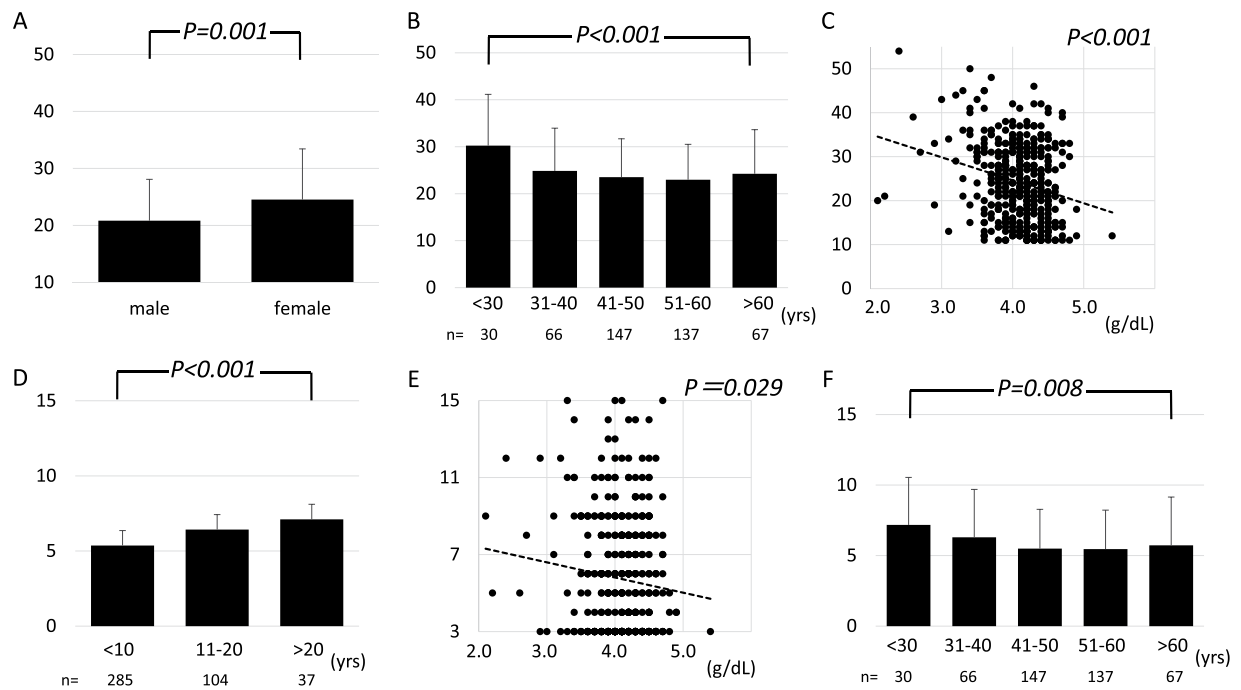 A
P=0.001
50
40
30
20
10
male female
B
P<0.001
50
40
30
20
10
0
<30 31-40 41-50 51-60 >60 (yrs)
n= 30 66 147 137 67
C
P<0.001
50
40
30
20
10
0
2.0 3.0 4.0 5.0
(g/dL)
D
P<0.001
15
10
5
0
<10 11-20 >20 (yrs)
n= 285 104 37
E
P=0.029
15
11
7
3
2.0 3.0 4.0 5.0
(g/dL)
F
P=0.008
15
10
5
0
<30 31-40 41-50 51-60 >60 (yrs)
n= 30 66 147 137 67